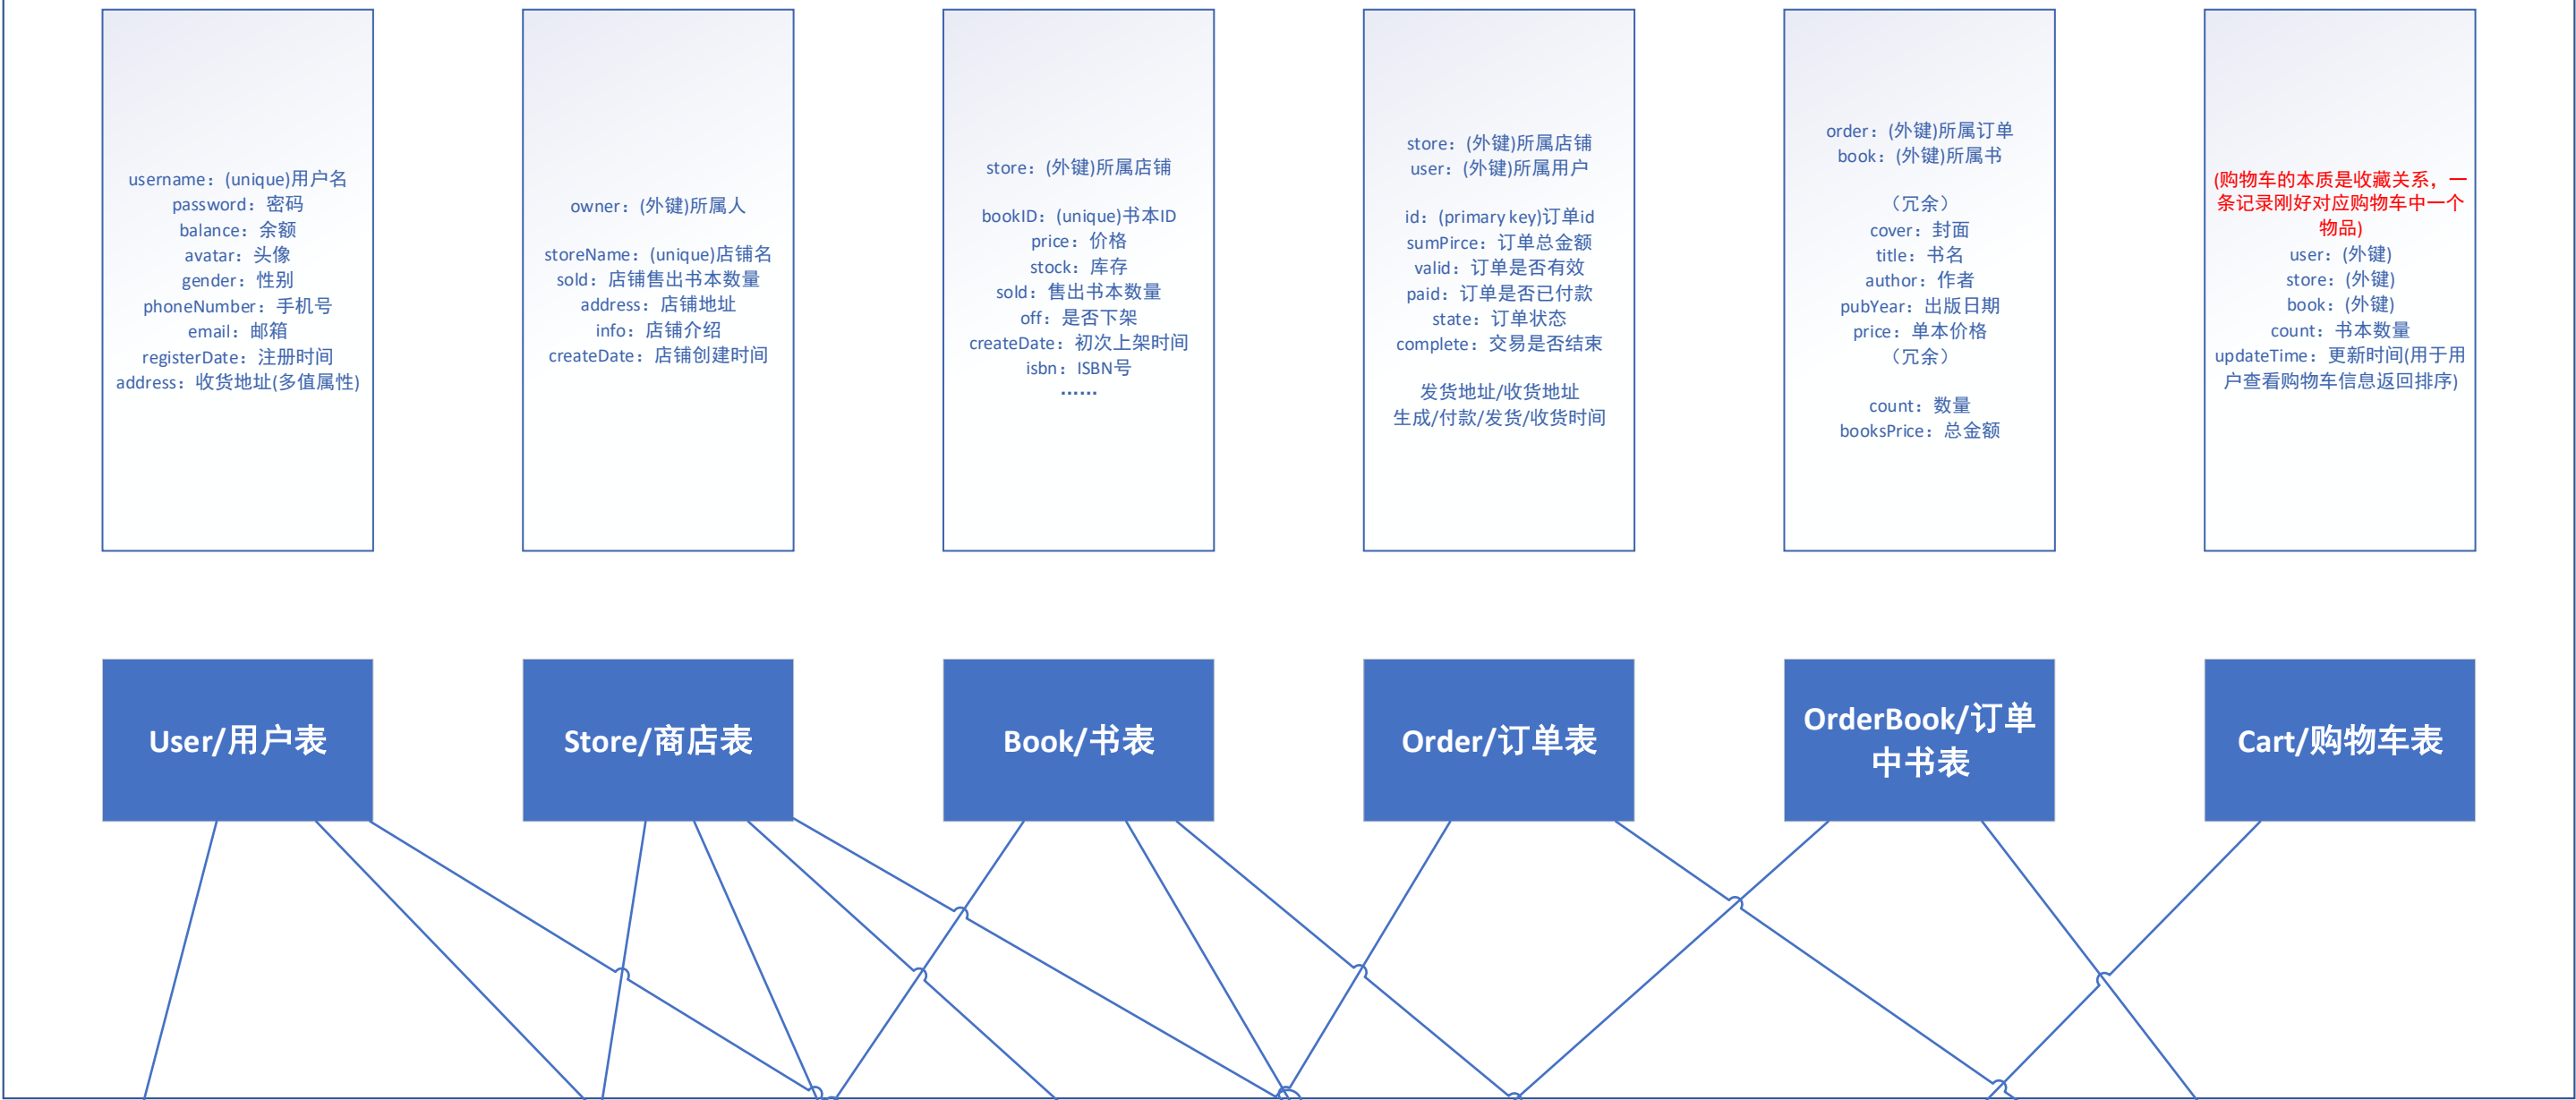 username：(unique)用户名
password：密码
balance：余额
avatar：头像
gender：性别
phoneNumber：手机号
email：邮箱
registerDate：注册时间
address：收货地址(多值属性)
owner：(外键)所属人
storeName：(unique)店铺名
sold：店铺售出书本数量
address：店铺地址
info：店铺介绍
createDate：店铺创建时间
store：(外键)所属店铺
bookID：(unique)书本ID
price：价格
stock：库存
sold：售出书本数量
off：是否下架
createDate：初次上架时间
isbn：ISBN号
……
store：(外键)所属店铺
user：(外键)所属用户
id：(primary key)订单id
sumPirce：订单总金额
valid：订单是否有效
paid：订单是否已付款
state：订单状态
complete：交易是否结束
发货地址/收货地址
生成/付款/发货/收货时间
order：(外键)所属订单
book：(外键)所属书
（冗余）
cover：封面
title：书名
author：作者
pubYear：出版日期
price：单本价格
（冗余）
count：数量
booksPrice：总金额
(购物车的本质是收藏关系，一
条记录刚好对应购物车中一个
物品)
user：(外键)
store：(外键)
book：(外键)
count：书本数量
updateTime：更新时间(用于用
户查看购物车信息返回排序)
User/用户表
Store/商店表
Book/书表
Order/订单表
OrderBook/订单
中书表
Cart/购物车表